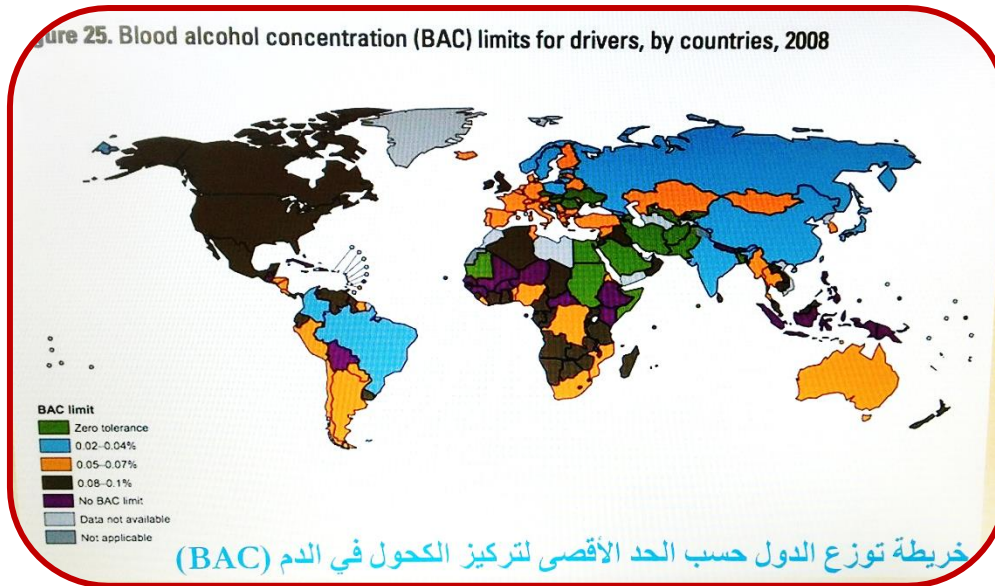 gure 25. Blood alcohol concentration (BAC) limits for drivers, by countries, 2008
BAC limit
Zero tolerance
0.02–0.04%
0.05–0.07%
0.08–0.1%
No BAC limit
Data not available
Not applicable
خريطة توزع الدول حسب الحد الأقصى لتركيز الكحول في الدم (BAC)